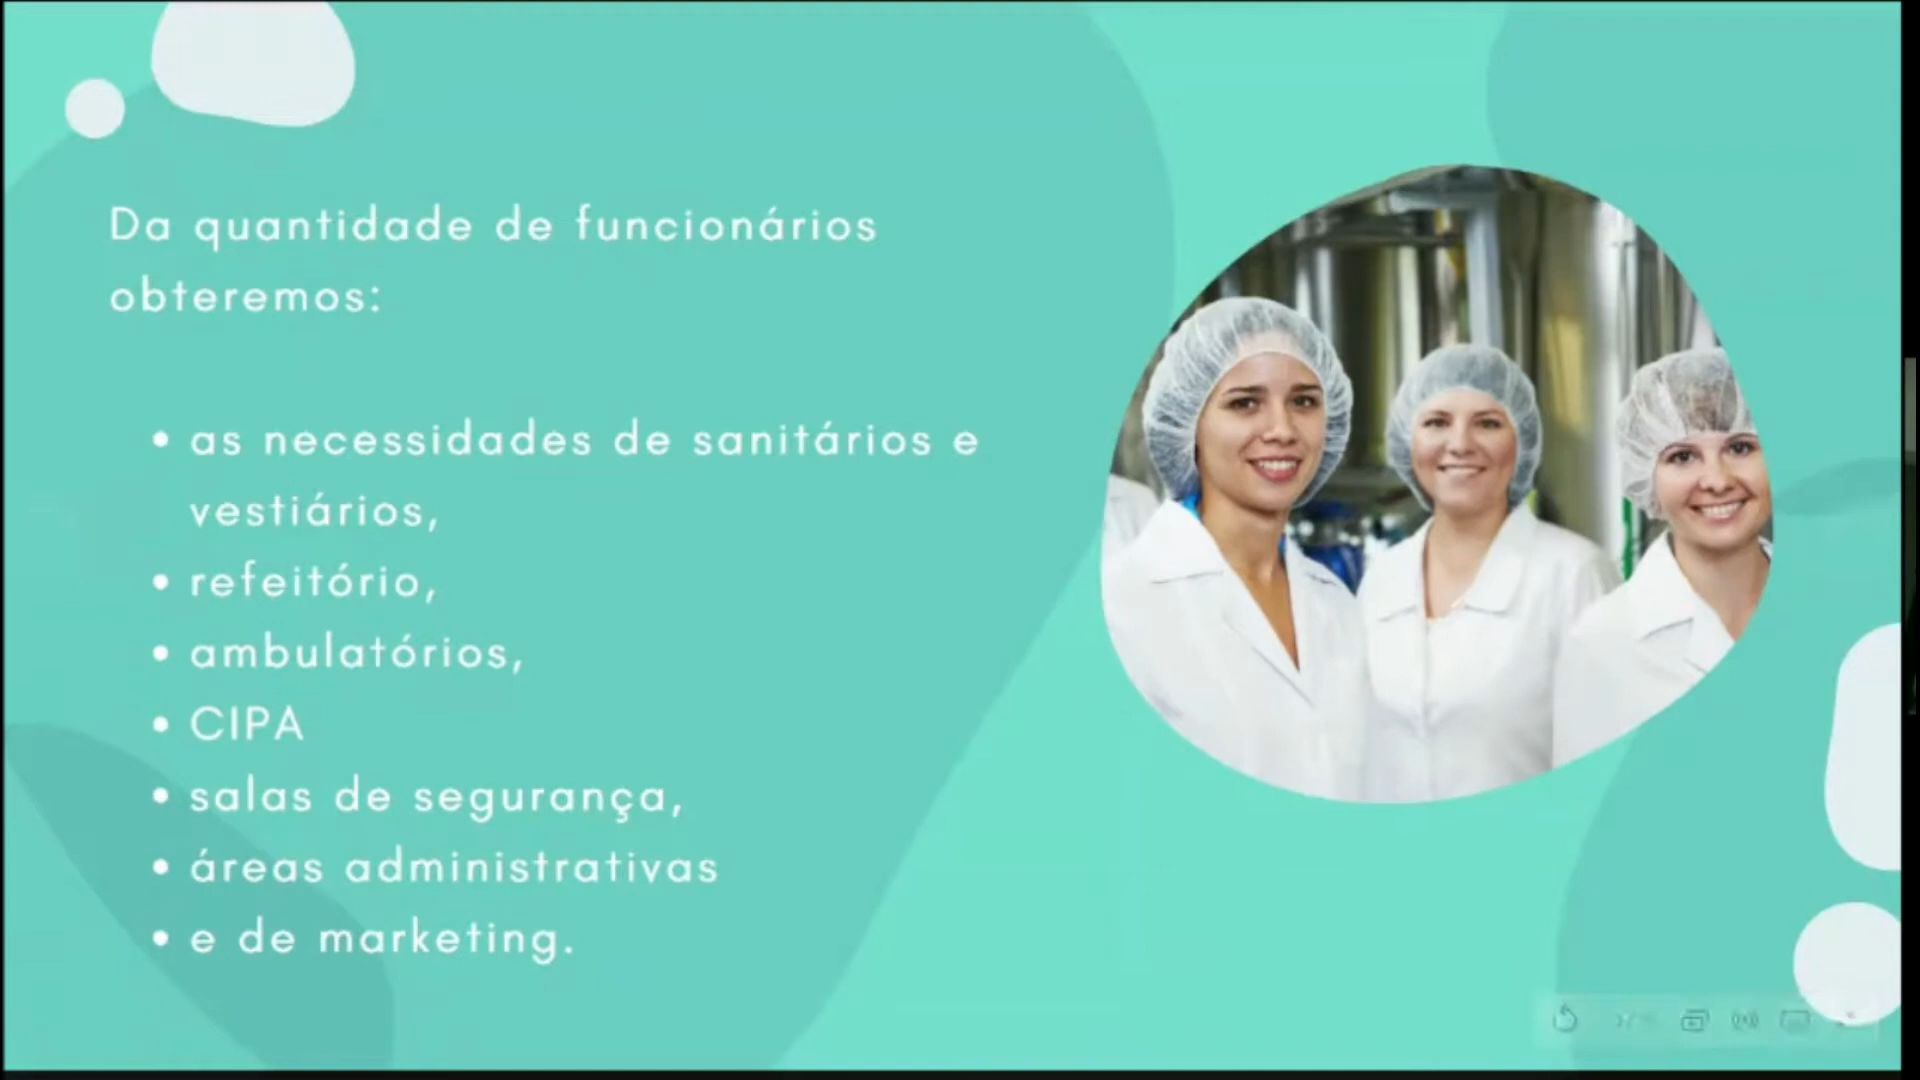 Da quantidade de funcionários
obteremos:
• as necessidades de sanitários e
vestiários,
• refeitório,
• ambulatórios,
• CIPA
• salas de segurança,
• áreas administrativas
• e de marketing.